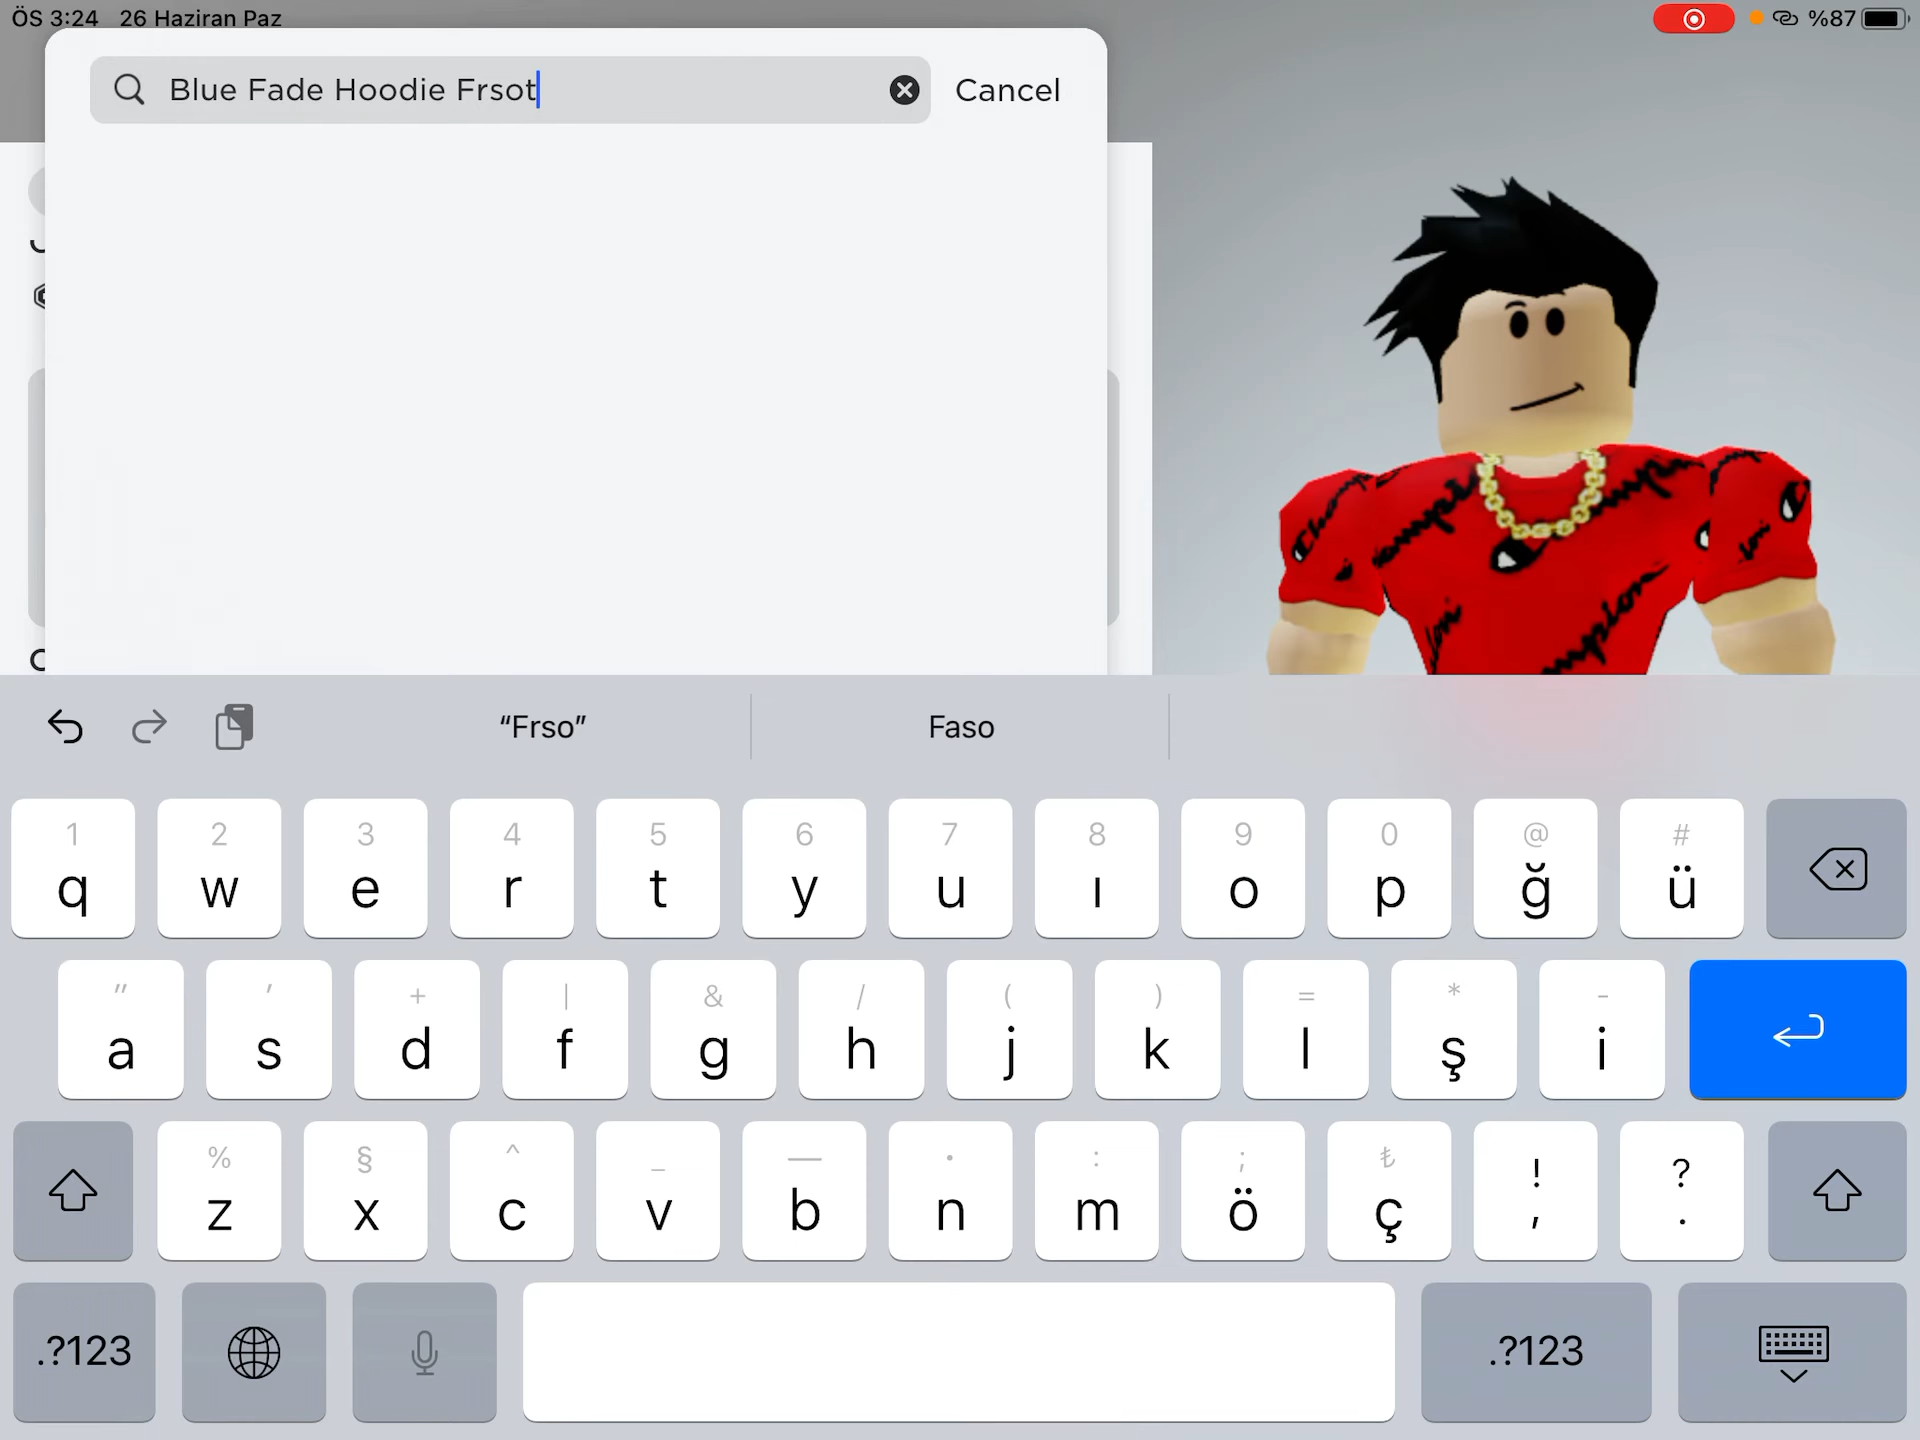 ÖS 3:24 26 Haziran Paz %87
Blue Fade Hoodie Frsot Cancel
“Frso” Faso
1 2 3 4 5 6 7 8 9 0 @ #
q w e r t y u ı o p ğ ü
" ' + | & / ( ) = * -
a s d f g h j k l ş i
% § ^ _ — · : ; ₺ ! ?
z x c v b n m ö ç , .
.?123 .?123